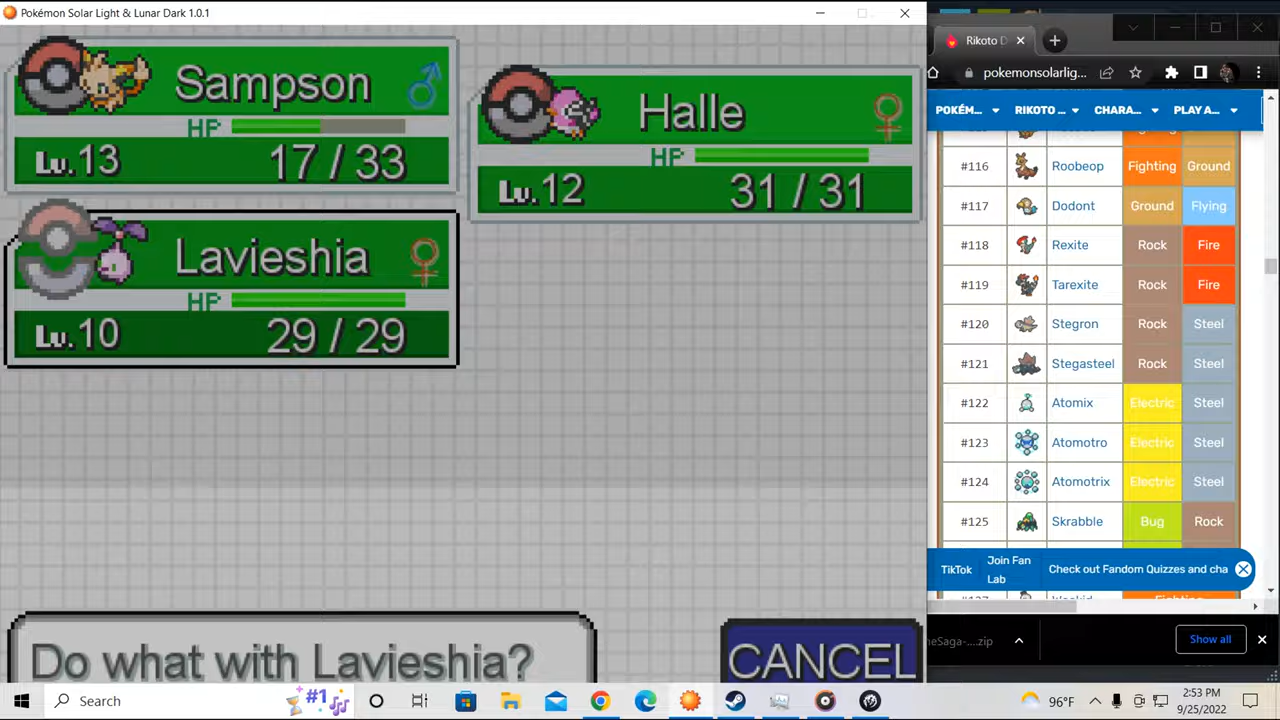 Pokémon Solar Light & Lunar Dark 1.0.1
Sampson
HP
Lv.13 17/33
Halle
HP
Lv.12 31/31
Lavieshia
HP
Lv.10 29/29
Do what with Lavieshia?
CANCEL
Rikoto D
pokemonsolarlig...
POKÉM... RIKOTO ... CHARA... PLAY A...
#116 Roobeop Fighting Ground
#117 Dodont Ground Flying
#118 Rexite Rock Fire
#119 Tarexite Rock Fire
#120 Stegron Rock Steel
#121 Stegasteel Rock Steel
#122 Atomix Electric Steel
#123 Atomotro Electric Steel
#124 Atomotrix Electric Steel
#125 Skrabble Bug Rock
TikTok
Join Fan
Lab
Check out Fandom Quizzes and cha
Fighting
neSaga-....zip
Show all
Search
#1
96°F
2:53 PM
9/25/2022